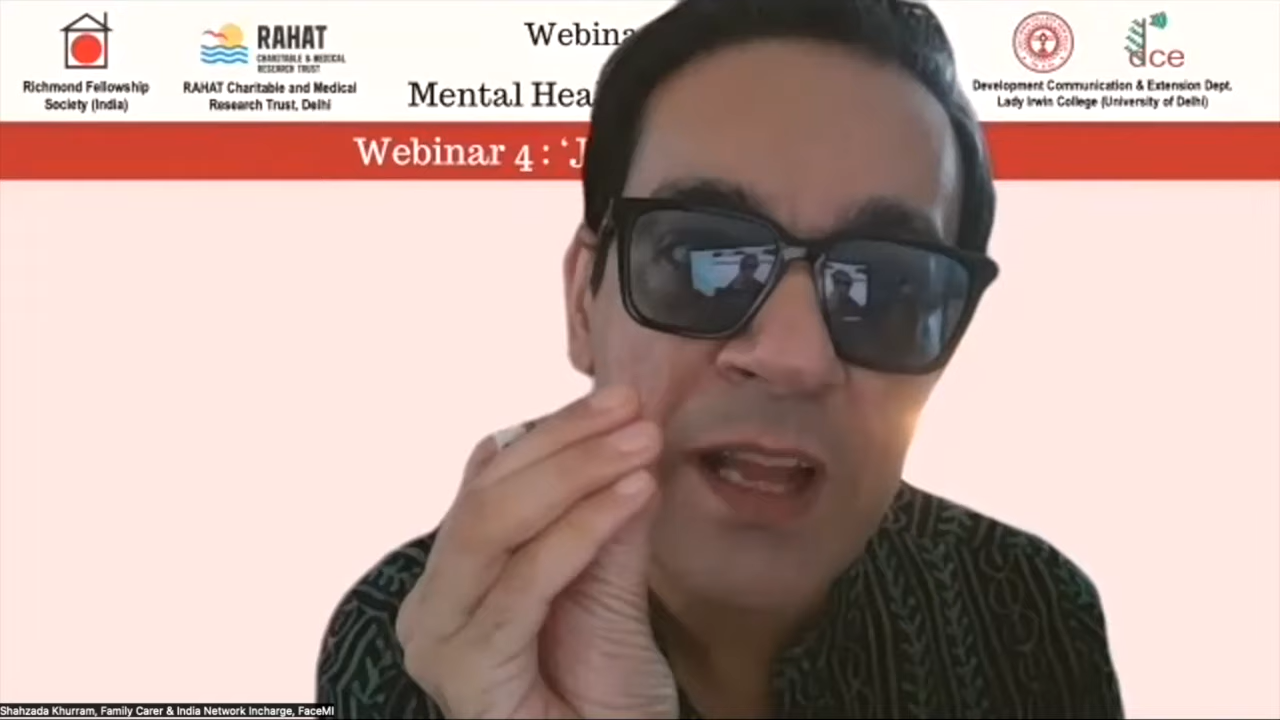 Richmond Fellowship
Society (India)
RAHAT
CHARITABLE & MEDICAL
RESEARCH TRUST
RAHAT Charitable and Medical
Research Trust, Delhi
Webina
Mental Hea
Webinar 4 : ‘J
dce
Development Communication & Extension Dept.
Lady Irwin College (University of Delhi)
Shahzada Khurram, Family Carer & India Network Incharge, FaceMI